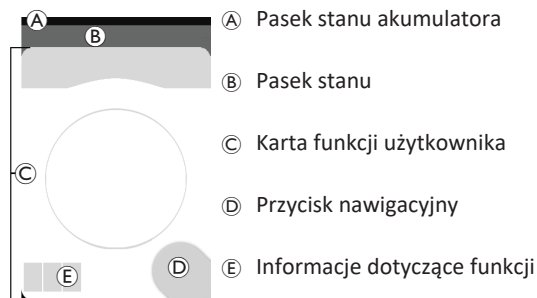 Ⓐ Ⓐ Pasek stanu akumulatora
Ⓑ
Ⓑ Pasek stanu
Ⓒ Karta funkcji użytkownika
Ⓒ
Ⓓ Przycisk nawigacyjny
Ⓔ Ⓓ Ⓔ Informacje dotyczące funkcji